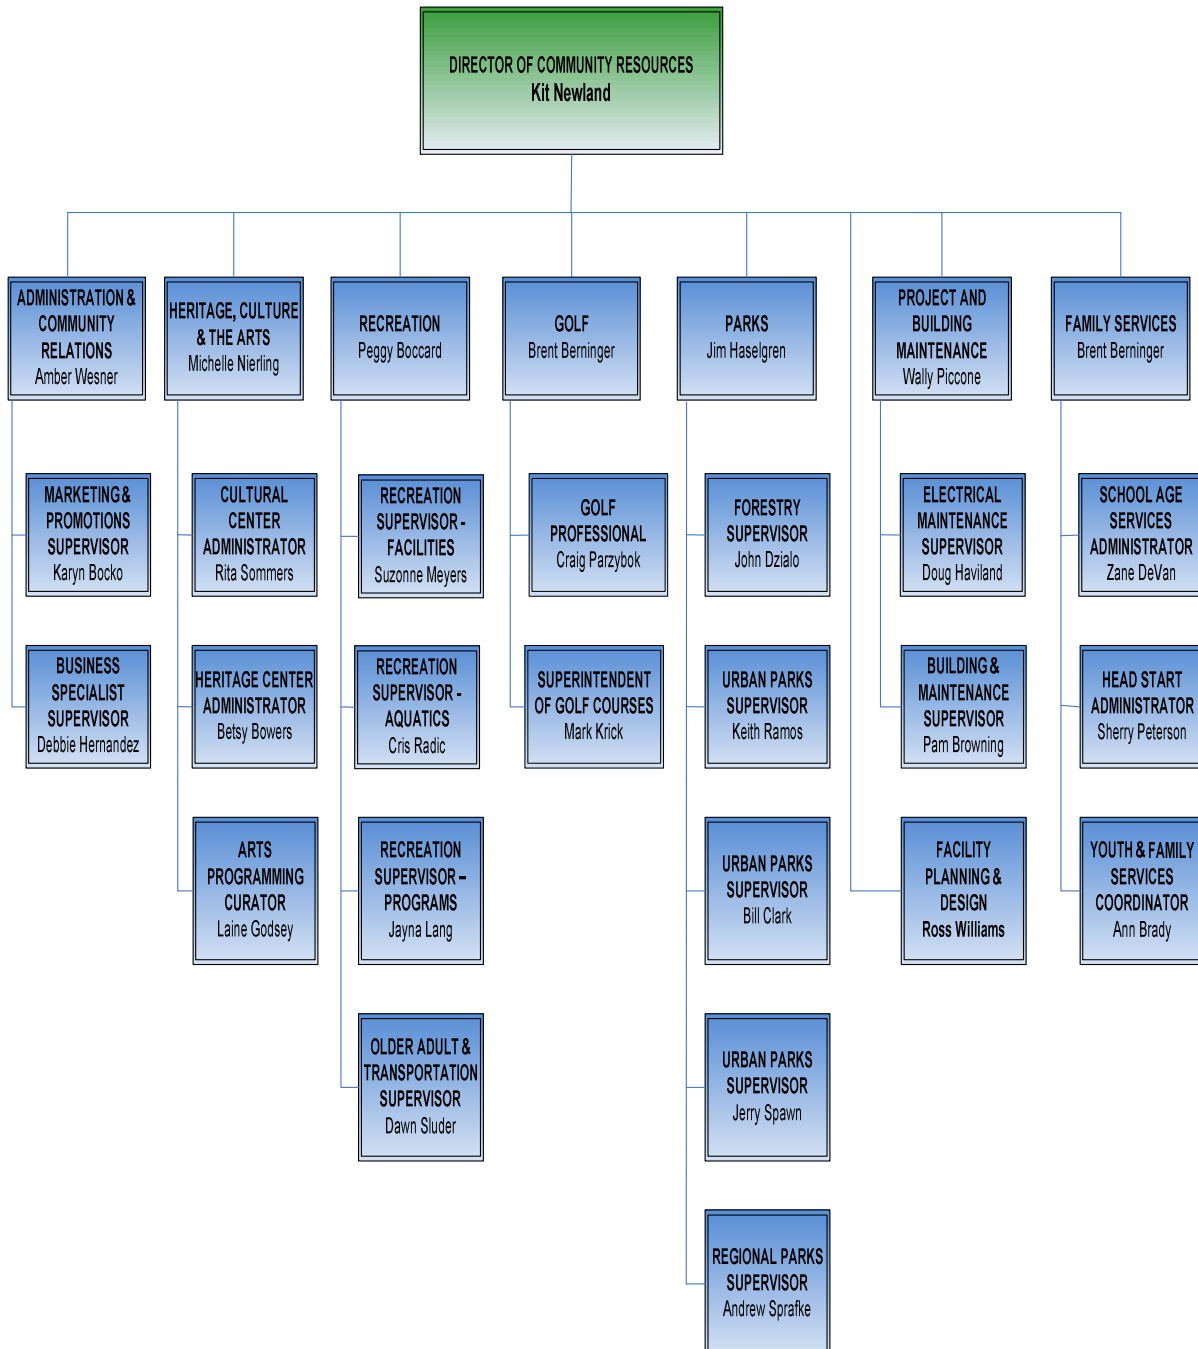 DIRECTOR OF COMMUNITY RESOURCES
Kit Newland
ADMINISTRATION &
COMMUNITY
RELATIONS
Amber Wesner
HERITAGE, CULTURE
& THE ARTS
Michelle Nierling
RECREATION
Peggy Boccard
GOLF
Brent Berninger
PARKS
Jim Haselgren
PROJECT AND
BUILDING
MAINTENANCE
Wally Piccone
FAMILY SERVICES
Brent Berninger
MARKETING &
PROMOTIONS
SUPERVISOR
Karyn Bocko
CULTURAL
CENTER
ADMINISTRATOR
Rita Sommers
RECREATION
SUPERVISOR -
FACILITIES
Suzonne Meyers
GOLF
PROFESSIONAL
Craig Parzybok
FORESTRY
SUPERVISOR
John Dzialo
ELECTRICAL
MAINTENANCE
SUPERVISOR
Doug Haviland
SCHOOL AGE
SERVICES
ADMINISTRATOR
Zane DeVan
BUSINESS
SPECIALIST
SUPERVISOR
Debbie Hernandez
HERITAGE CENTER
ADMINISTRATOR
Betsy Bowers
RECREATION
SUPERVISOR -
AQUATICS
Cris Radic
SUPERINTENDENT
OF GOLF COURSES
Mark Krick
URBAN PARKS
SUPERVISOR
Keith Ramos
BUILDING &
MAINTENANCE
SUPERVISOR
Pam Browning
HEAD START
ADMINISTRATOR
Sherry Peterson
ARTS
PROGRAMMING
CURATOR
Laine Godsey
RECREATION
SUPERVISOR –
PROGRAMS
Jayna Lang
URBAN PARKS
SUPERVISOR
Bill Clark
FACILITY
PLANNING &
DESIGN
Ross Williams
YOUTH & FAMILY
SERVICES
COORDINATOR
Ann Brady
OLDER ADULT &
TRANSPORTATION
SUPERVISOR
Dawn Sluder
URBAN PARKS
SUPERVISOR
Jerry Spawn
REGIONAL PARKS
SUPERVISOR
Andrew Sprafke